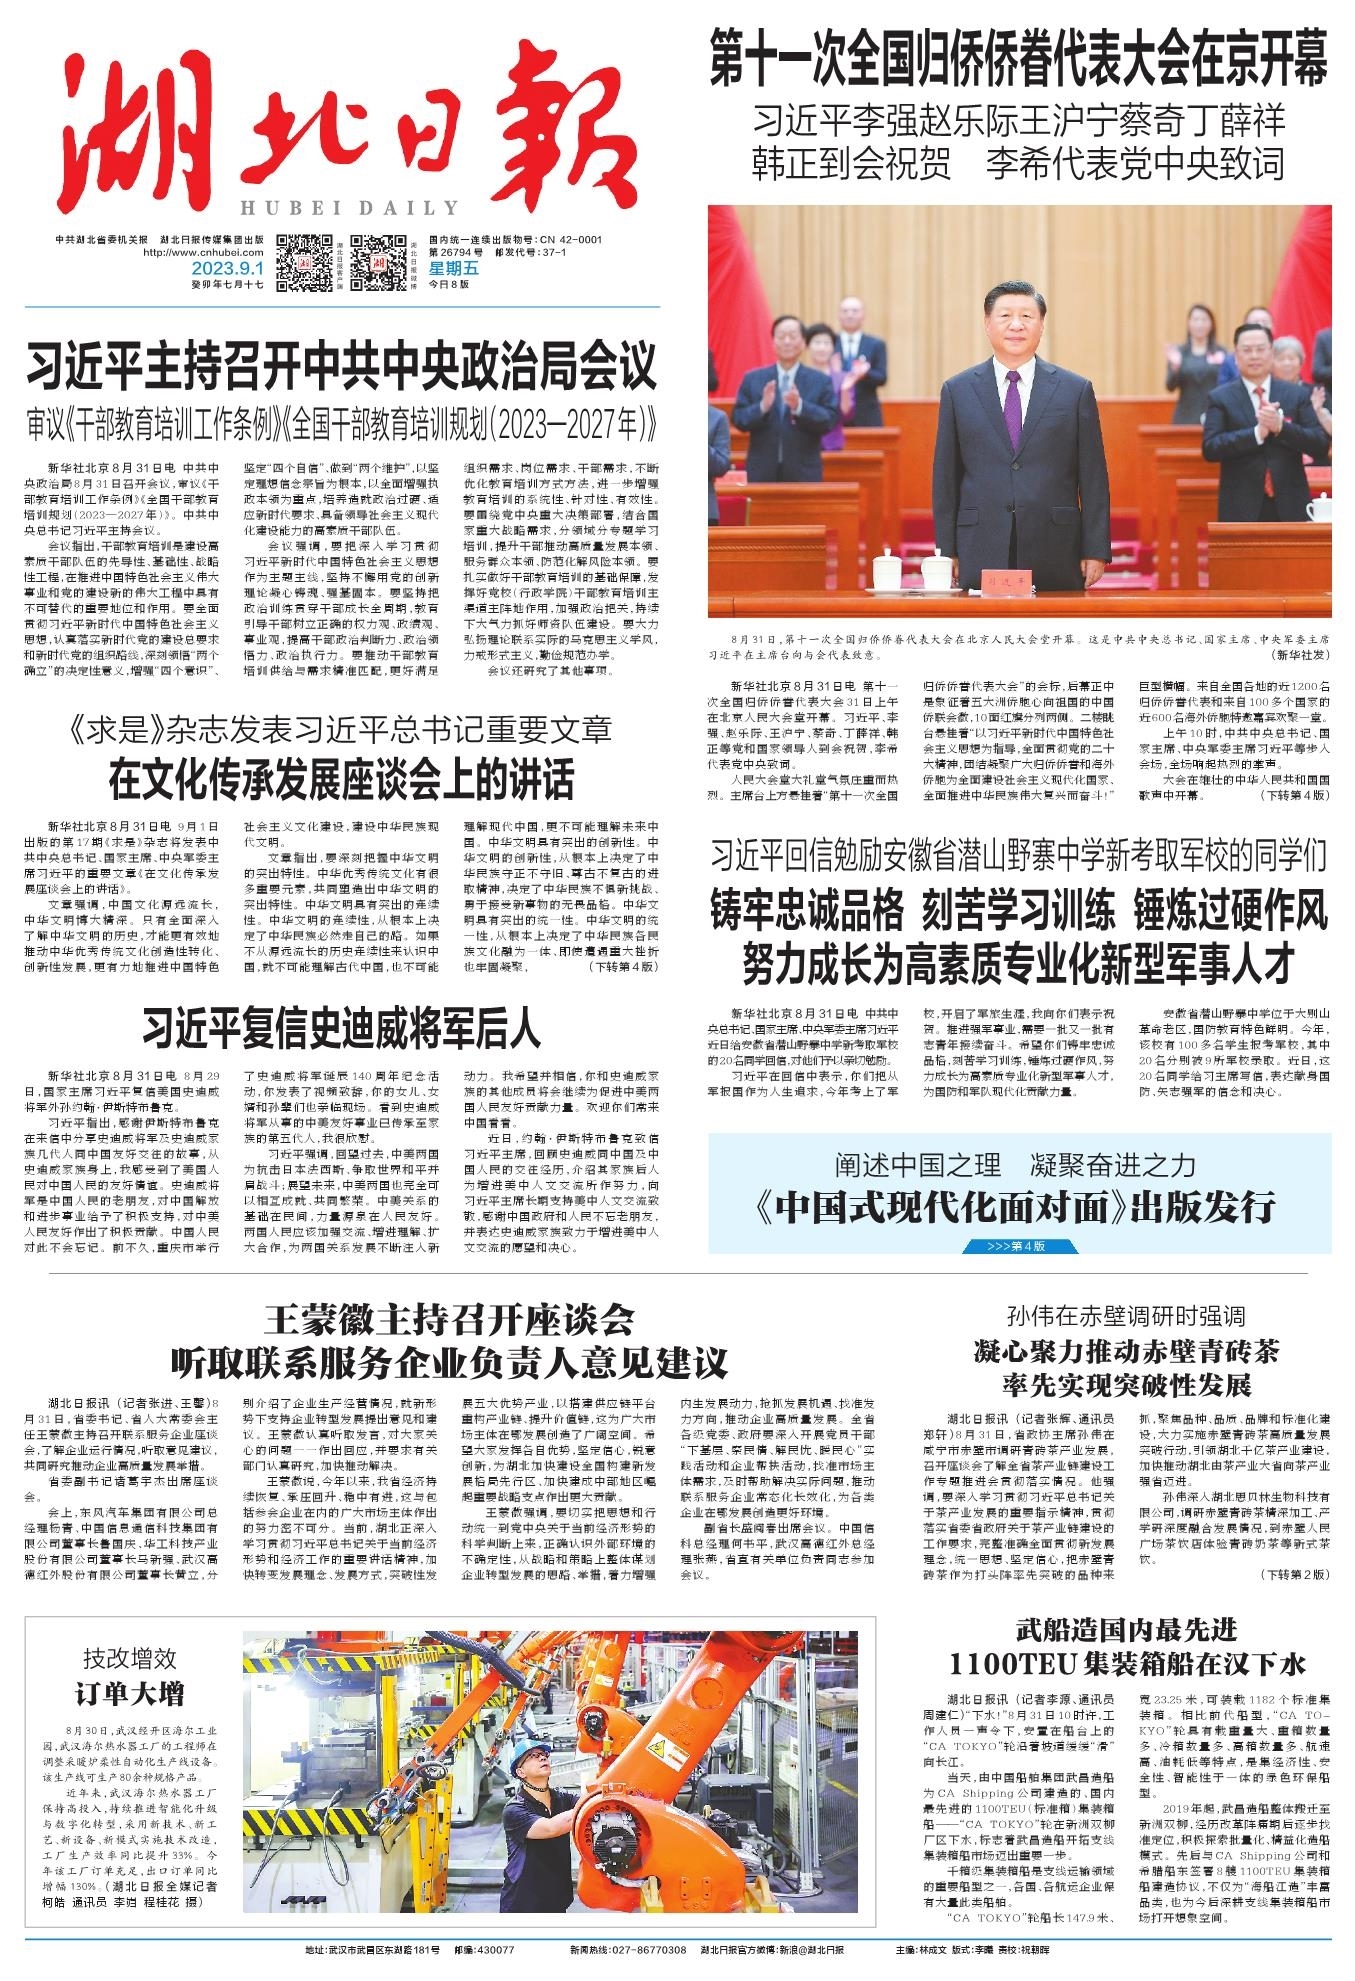 湖北日報
HUBEI DAILY
中共湖北省委机关报 湖北日报传媒集团出版
http://www.cnhubei.com
2023.9.1
癸卯年七月十七
湖北日报客户端
湖北日报微博
国内统一连续出版物号:CN 42-0001
第26794号 邮发代号:37-1
星期五
今日8版
第十一次全国归侨侨眷代表大会在京开幕
习近平李强赵乐际王沪宁蔡奇丁薛祥
韩正到会祝贺 李希代表党中央致词
习近平
8月31日,第十一次全国归侨侨眷代表大会在北京人民大会堂开幕。这是中共中央总书记、国家主席、中央军委主席
习近平在主席台向与会代表致意。 (新华社发)
新华社北京8月31日电 第十一
次全国归侨侨眷代表大会31日上午
在北京人民大会堂开幕。习近平、李
强、赵乐际、王沪宁、蔡奇、丁薛祥、韩
正等党和国家领导人到会祝贺,李希
代表党中央致词。
人民大会堂大礼堂气氛庄重而热
烈。主席台上方悬挂着“第十一次全国
归侨侨眷代表大会”的会标,后幕正中
是象征着五大洲侨胞心向祖国的中国
侨联会徽,10面红旗分列两侧。二楼眺
台悬挂着“以习近平新时代中国特色社
会主义思想为指导,全面贯彻党的二十
大精神,团结凝聚广大归侨侨眷和海外
侨胞为全面建设社会主义现代化国家、
全面推进中华民族伟大复兴而奋斗!”
巨型横幅。来自全国各地的近1200名
归侨侨眷代表和来自100多个国家的
近600名海外侨胞特邀嘉宾欢聚一堂。
上午10时,中共中央总书记、国
家主席、中央军委主席习近平等步入
会场,全场响起热烈的掌声。
大会在雄壮的中华人民共和国国
歌声中开幕。 (下转第4版)
习近平主持召开中共中央政治局会议
审议《干部教育培训工作条例》《全国干部教育培训规划(2023—2027年)》
新华社北京8月31日电 中共中
央政治局8月31日召开会议,审议《干
部教育培训工作条例》《全国干部教育
培训规划(2023—2027年)》。中共中
央总书记习近平主持会议。
会议指出,干部教育培训是建设高
素质干部队伍的先导性、基础性、战略
性工程,在推进中国特色社会主义伟大
事业和党的建设新的伟大工程中具有
不可替代的重要地位和作用。要全面
贯彻习近平新时代中国特色社会主义
思想,认真落实新时代党的建设总要求
和新时代党的组织路线,深刻领悟“两个
确立”的决定性意义,增强“四个意识”、
坚定“四个自信”、做到“两个维护”,以坚
定理想信念宗旨为根本,以全面增强执
政本领为重点,培养造就政治过硬、适
应新时代要求、具备领导社会主义现代
化建设能力的高素质干部队伍。
会议强调,要把深入学习贯彻
习近平新时代中国特色社会主义思想
作为主题主线,坚持不懈用党的创新
理论凝心铸魂、强基固本。要坚持把
政治训练贯穿干部成长全周期,教育
引导干部树立正确的权力观、政绩观、
事业观,提高干部政治判断力、政治领
悟力、政治执行力。要推动干部教育
培训供给与需求精准匹配,更好满足
组织需求、岗位需求、干部需求,不断
优化教育培训方式方法,进一步增强
教育培训的系统性、针对性、有效性。
要围绕党中央重大决策部署,结合国
家重大战略需求,分领域分专题学习
培训,提升干部推动高质量发展本领、
服务群众本领、防范化解风险本领。要
扎实做好干部教育培训的基础保障,发
挥好党校(行政学院)干部教育培训主
渠道主阵地作用,加强政治把关,持续
下大气力抓好师资队伍建设。要大力
弘扬理论联系实际的马克思主义学风,
力戒形式主义,勤俭规范办学。
会议还研究了其他事项。
《求是》杂志发表习近平总书记重要文章
在文化传承发展座谈会上的讲话
新华社北京8月31日电 9月1日
出版的第17期《求是》杂志将发表中
共中央总书记、国家主席、中央军委主
席习近平的重要文章《在文化传承发
展座谈会上的讲话》。
文章强调,中国文化源远流长,
中华文明博大精深。只有全面深入
了解中华文明的历史,才能更有效地
推动中华优秀传统文化创造性转化、
创新性发展,更有力地推进中国特色
社会主义文化建设,建设中华民族现
代文明。
文章指出,要深刻把握中华文明
的突出特性。中华优秀传统文化有很
多重要元素,共同塑造出中华文明的
突出特性。中华文明具有突出的连续
性。中华文明的连续性,从根本上决
定了中华民族必然走自己的路。如果
不从源远流长的历史连续性来认识中
国,就不可能理解古代中国,也不可能
理解现代中国,更不可能理解未来中
国。中华文明具有突出的创新性。中
华文明的创新性,从根本上决定了中
华民族守正不守旧、尊古不复古的进
取精神,决定了中华民族不惧新挑战、
勇于接受新事物的无畏品格。中华文
明具有突出的统一性。中华文明的统
一性,从根本上决定了中华民族各民
族文化融为一体、即使遭遇重大挫折
也牢固凝聚, (下转第4版)
习近平复信史迪威将军后人
新华社北京8月31日电 8月29
日,国家主席习近平复信美国史迪威
将军外孙约翰·伊斯特布鲁克。
习近平指出,感谢伊斯特布鲁克
在来信中分享史迪威将军及史迪威家
族几代人同中国友好交往的故事,从
史迪威家族身上,我感受到了美国人
民对中国人民的友好情谊。史迪威将
军是中国人民的老朋友,对中国解放
和进步事业给予了积极支持,对中美
人民友好作出了积极贡献。中国人民
对此不会忘记。前不久,重庆市举行
了史迪威将军诞辰140周年纪念活
动,你发表了视频致辞,你的女儿、女
婿和孙辈们也亲临现场。看到史迪威
将军从事的中美友好事业已传承至家
族的第五代人,我很欣慰。
习近平强调,回望过去,中美两国
为抗击日本法西斯、争取世界和平并
肩战斗;展望未来,中美两国也完全可
以相互成就、共同繁荣。中美关系的
基础在民间,力量源泉在人民友好。
两国人民应该加强交流、增进理解、扩
大合作,为两国关系发展不断注入新
动力。我希望并相信,你和史迪威家
族的其他成员将会继续为促进中美两
国人民友好贡献力量。欢迎你们常来
中国看看。
近日,约翰·伊斯特布鲁克致信
习近平主席,回顾史迪威同中国及中
国人民的交往经历,介绍其家族后人
为增进美中人文交流所作努力,向
习近平主席长期支持美中人文交流致
敬,感谢中国政府和人民不忘老朋友,
并表达史迪威家族致力于增进美中人
文交流的愿望和决心。
习近平回信勉励安徽省潜山野寨中学新考取军校的同学们
铸牢忠诚品格 刻苦学习训练 锤炼过硬作风
努力成长为高素质专业化新型军事人才
新华社北京8月31日电 中共中
央总书记、国家主席、中央军委主席习近平
近日给安徽省潜山野寨中学新考取军校
的20名同学回信,对他们予以亲切勉励。
习近平在回信中表示,你们把从
军报国作为人生追求,今年考上了军
校,开启了军旅生涯,我向你们表示祝
贺。推进强军事业,需要一批又一批有
志青年接续奋斗。希望你们铸牢忠诚
品格,刻苦学习训练,锤炼过硬作风,努
力成长为高素质专业化新型军事人才,
为国防和军队现代化贡献力量。
安徽省潜山野寨中学位于大别山
革命老区,国防教育特色鲜明。今年,
该校有100多名学生报考军校,其中
20名分别被9所军校录取。近日,这
20名同学给习主席写信,表达献身国
防、矢志强军的信念和决心。
阐述中国之理 凝聚奋进之力
《中国式现代化面对面》出版发行
>>>第4版
王蒙徽主持召开座谈会
听取联系服务企业负责人意见建议
湖北日报讯(记者张进、王馨)8
月31日,省委书记、省人大常委会主
任王蒙徽主持召开联系服务企业座谈
会,了解企业运行情况,听取意见建议,
共同研究推动企业高质量发展举措。
省委副书记诸葛宇杰出席座谈
会。
会上,东风汽车集团有限公司总
经理杨青、中国信息通信科技集团有
限公司董事长鲁国庆、华工科技产业
股份有限公司董事长马新强、武汉高
德红外股份有限公司董事长黄立,分
别介绍了企业生产经营情况,就新形
势下支持企业转型发展提出意见和建
议。王蒙徽认真听取发言,对大家关
心的问题一一作出回应,并要求有关
部门认真研究,加快推动解决。
王蒙徽说,今年以来,我省经济持
续恢复、承压回升、稳中有进,这与包
括参会企业在内的广大市场主体作出
的努力密不可分。当前,湖北正深入
学习贯彻习近平总书记关于当前经济
形势和经济工作的重要讲话精神,加
快转变发展理念、发展方式,突破性发
展五大优势产业,以搭建供应链平台
重构产业链、提升价值链,这为广大市
场主体在鄂发展创造了广阔空间。希
望大家发挥各自优势,坚定信心,锐意
创新,为湖北加快建设全国构建新发
展格局先行区、加快建成中部地区崛
起重要战略支点作出更大贡献。
王蒙徽强调,要切实把思想和行
动统一到党中央关于当前经济形势的
科学判断上来,正确认识外部环境的
不确定性,从战略和策略上整体谋划
企业转型发展的思路、举措,着力增强
内生发展动力,抢抓发展机遇、找准发
力方向,推动企业高质量发展。全省
各级党委、政府要深入开展党员干部
“下基层、察民情、解民忧、暖民心”实
践活动和企业帮扶活动,找准市场主
体需求,及时帮助解决实际问题,推动
联系服务企业常态化长效化,为各类
企业在鄂发展创造更好环境。
副省长盛阅春出席会议。中国信
科总经理何书平,武汉高德红外总经
理张燕,省直有关单位负责同志参加
会议。
孙伟在赤壁调研时强调
凝心聚力推动赤壁青砖茶
率先实现突破性发展
湖北日报讯(记者张辉、通讯员
郑轩)8月31日,省政协主席孙伟在
咸宁市赤壁市调研青砖茶产业发展,
召开座谈会了解全省茶产业链建设工
作专题推进会贯彻落实情况。他强
调,要深入学习贯彻习近平总书记关
于茶产业发展的重要指示精神,贯彻
落实省委省政府关于茶产业链建设的
工作要求,完整准确全面贯彻新发展
理念,统一思想、坚定信心,把赤壁青
砖茶作为打头阵率先突破的品种来
抓,聚焦品种、品质、品牌和标准化建
设,大力实施赤壁青砖茶高质量发展
突破行动,引领湖北千亿茶产业建设,
加快推动湖北由茶产业大省向茶产业
强省迈进。
孙伟深入湖北思贝林生物科技有
限公司,调研赤壁青砖茶精深加工、产
学研深度融合发展情况,到赤壁人民
广场茶饮店体验青砖奶茶等新式茶
饮。
(下转第2版)
技改增效
订单大增
8月30日,武汉经开区海尔工业
园,武汉海尔热水器工厂的工程师在
调整采暖炉柔性自动化生产线设备。
该生产线可生产80余种规格产品。
近年来,武汉海尔热水器工厂
保持高投入,持续推进智能化升级
与数字化转型,采用新技术、新工
艺、新设备、新模式实施技术改造,
工厂生产效率同比提升33%。今
年该工厂订单充足,出口订单同比
增幅130%。(湖北日报全媒记者
柯皓 通讯员 李岿 程桂花 摄)
武船造国内最先进
1100TEU集装箱船在汉下水
湖北日报讯(记者李源、通讯员
周建仁)“下水!”8月31日10时许,工
作人员一声令下,安置在船台上的
“CA TOKYO”轮沿着坡道缓缓“滑”
向长江。
当天,由中国船舶集团武昌造船
为CA Shipping公司建造的、国内
最先进的1100TEU(标准箱)集装箱
船——“CA TOKYO”轮在新洲双柳
厂区下水,标志着武昌造船开拓支线
集装箱船市场迈出重要一步。
千箱级集装箱船是支线运输领域
的重要船型之一,各国、各航运企业保
有大量此类船舶。
“CA TOKYO”轮船长147.9米、
宽23.25米,可装载1182个标准集
装箱。相比前代船型,“CA TO-
KYO”轮具有载重量大、重箱数量
多、冷箱数量多、高箱数量多、航速
高、油耗低等特点,是集经济性、安
全性、智能性于一体的绿色环保船
型。
2019年起,武昌造船整体搬迁至
新洲双柳,经历改革阵痛期后逐步找
准定位,积极探索批量化、精益化造船
模式。先后与CA Shipping公司和
希腊船东签署8艘1100TEU集装箱
船建造协议,不仅为“海船江造”丰富
品类,也为今后深耕支线集装箱船市
场打开想象空间。
地址:武汉市武昌区东湖路181号 邮编:430077 新闻热线:027-86770308 湖北日报官方微博:新浪@湖北日报 主编:林成文 版式:李曦 责校:祝朝晖